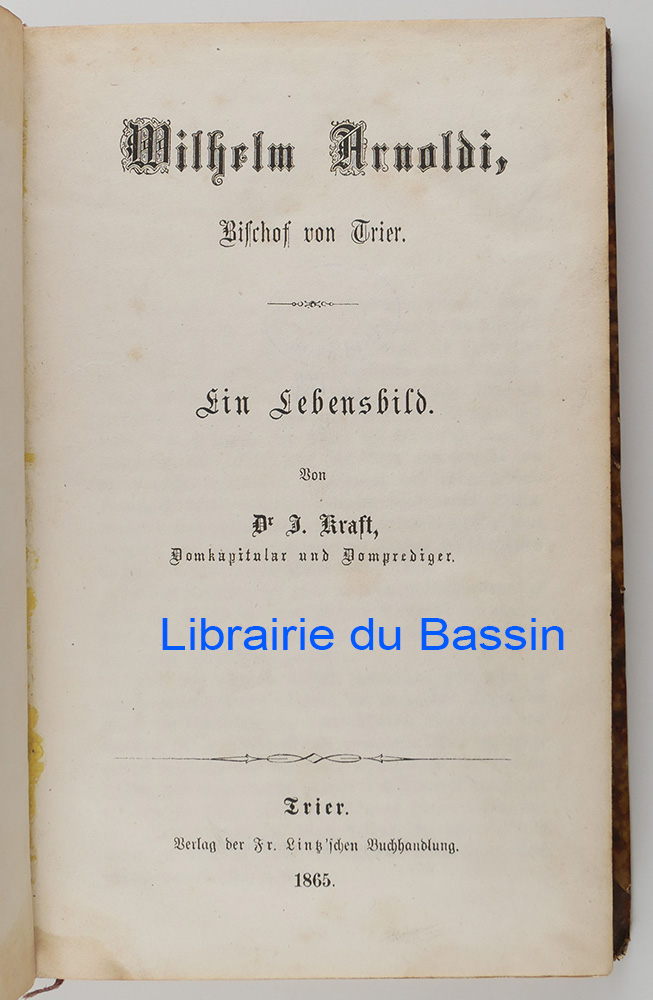 Wilhelm Arnoldi,
Bischof von Trier.
Ein Lebensbild.
Von
Dr J. Kraft,
Domkapitular und Domprediger.
Librairie du Bassin
Trier.
Verlag der Fr. Lintz'schen Buchhandlung.
1865.